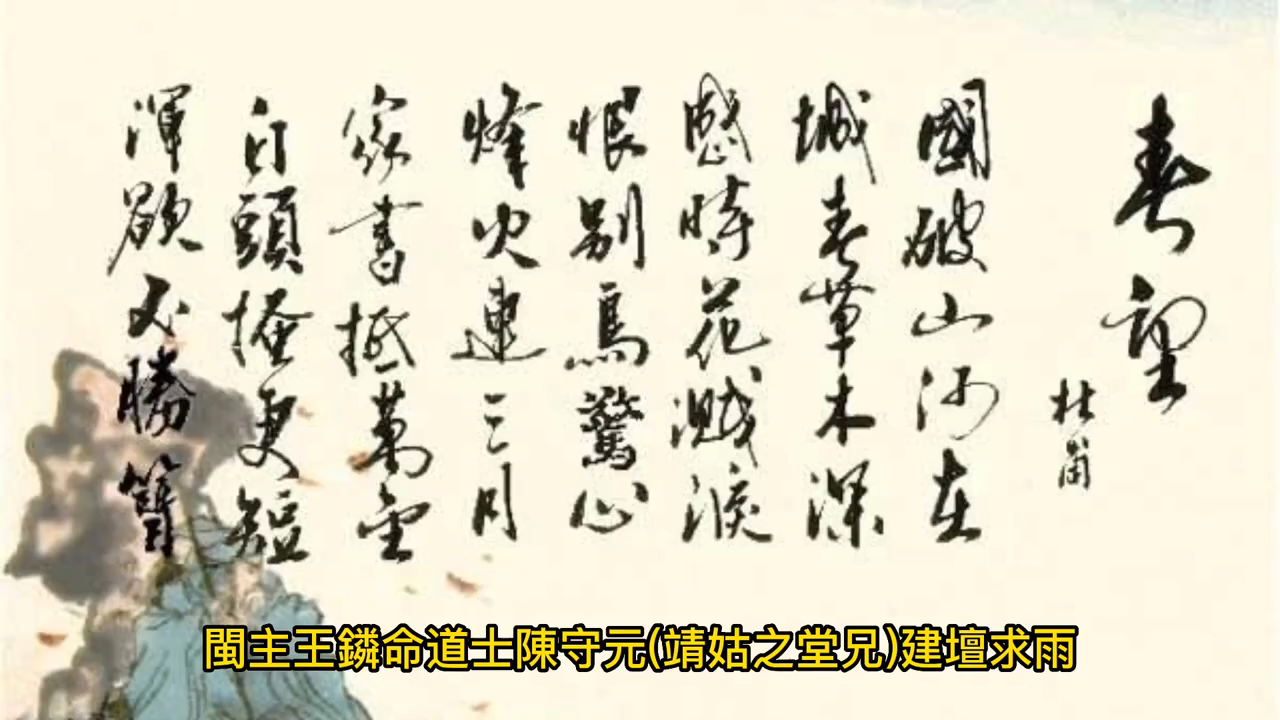 春望
杜甫
國破山河在
城春草木深
感時花濺淚
恨別鳥驚心
烽火連三月
家書抵萬金
白頭搔更短
渾欲不勝簪
閩主王鏻命道士陳守元(靖姑之堂兄)建壇求雨